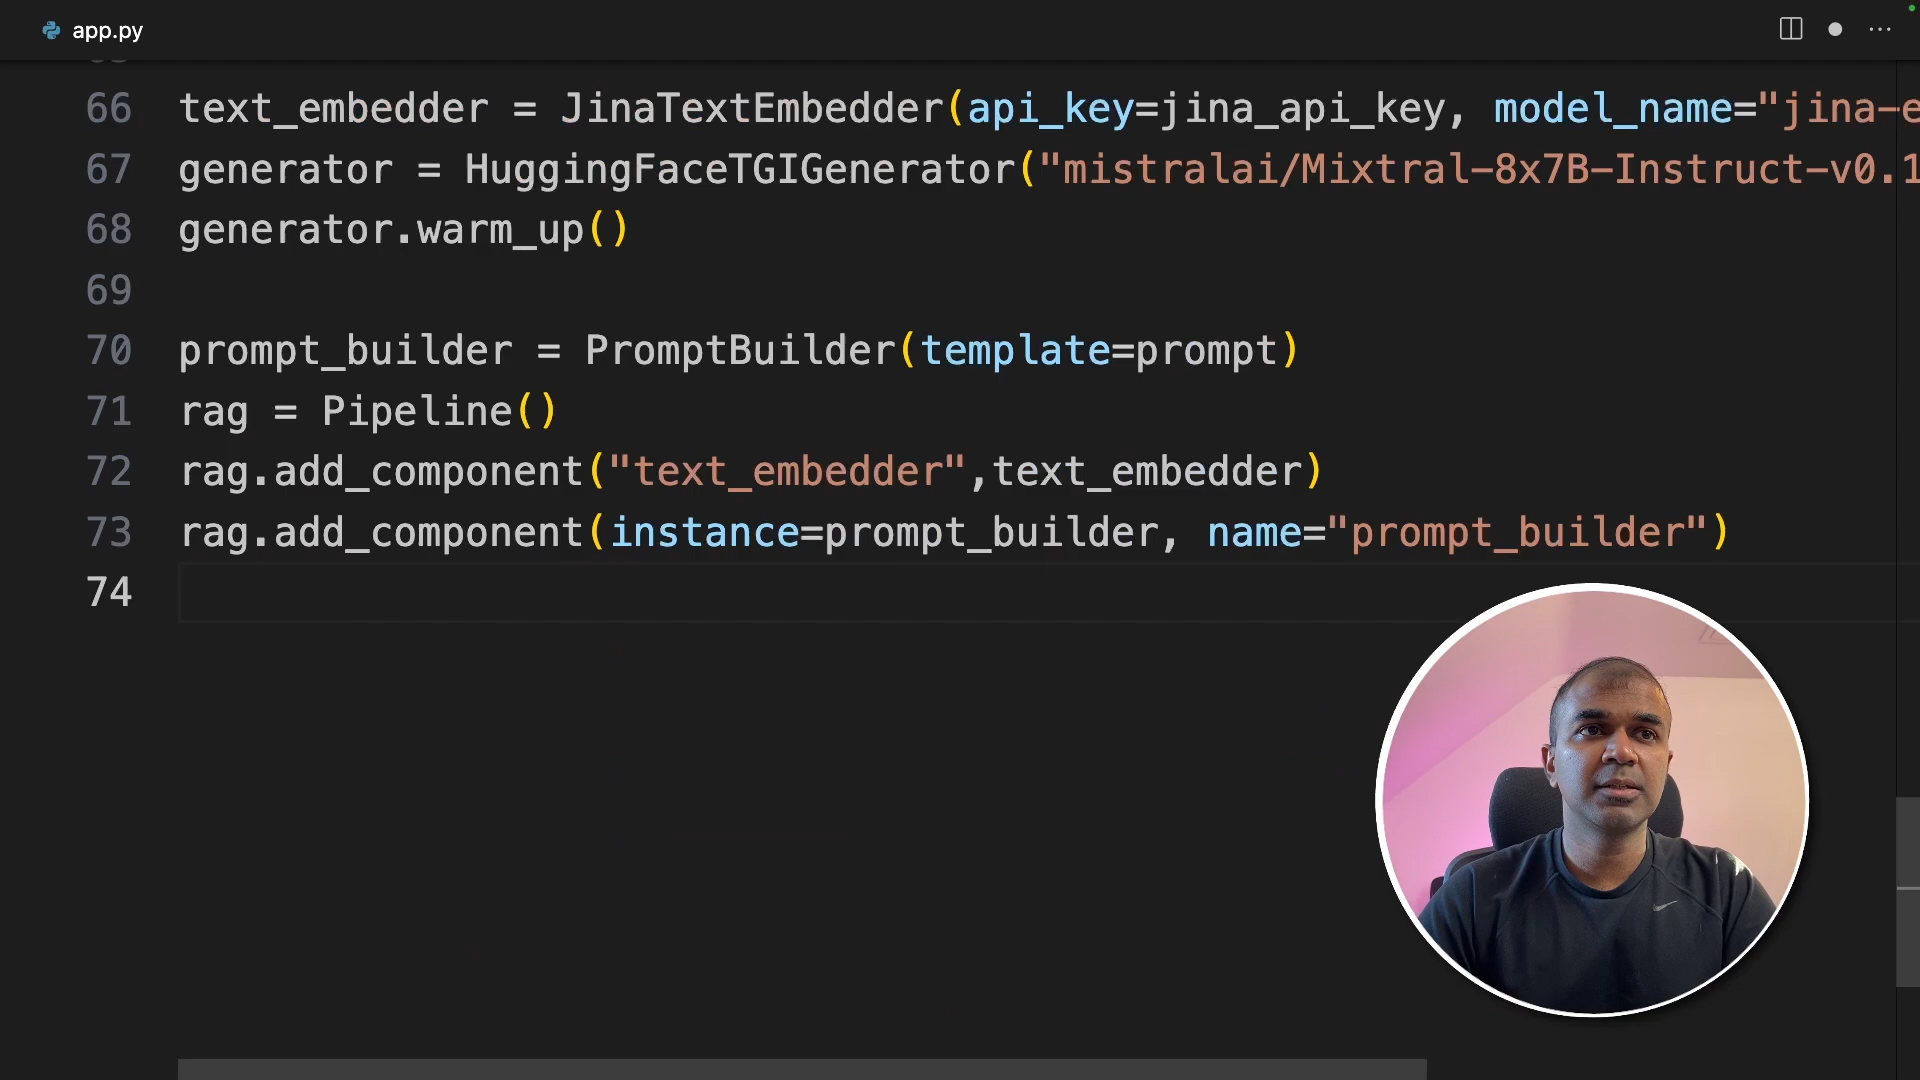 app.py
66 text_embedder = JinaTextEmbedder(api_key=jina_api_key, model_name="jina-e
67 generator = HuggingFaceTGIGenerator("mistralai/Mixtral-8x7B-Instruct-v0.1
68 generator.warm_up()
69
70 prompt_builder = PromptBuilder(template=prompt)
71 rag = Pipeline()
72 rag.add_component("text_embedder",text_embedder)
73 rag.add_component(instance=prompt_builder, name="prompt_builder")
74